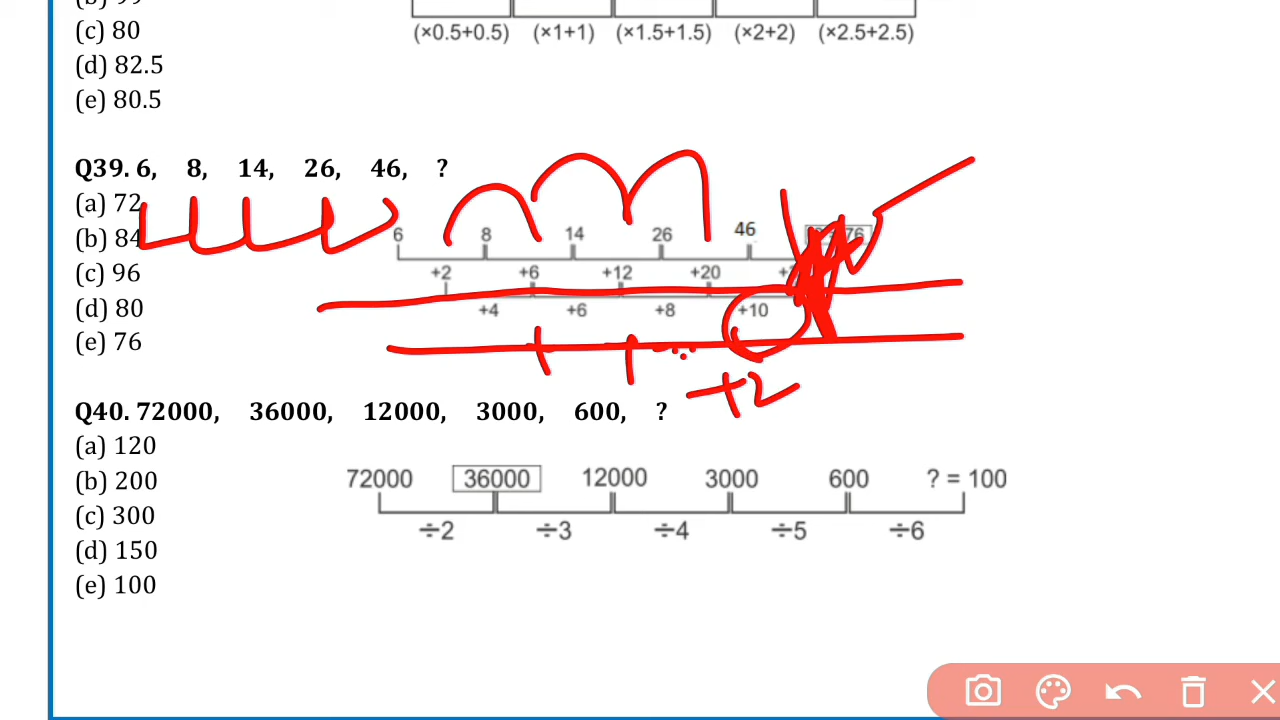 (c) 80
(d) 82.5
(e) 80.5
(×0.5+0.5) (×1+1) (×1.5+1.5) (×2+2) (×2.5+2.5)
Q39. 6, 8, 14, 26, 46, ?
(a) 72
(b) 84
(c) 96
(d) 80
(e) 76
6 8 14 26 46 76
+2 +6 +12 +20
+4 +6 +8 +10
+2
Q40. 72000, 36000, 12000, 3000, 600, ?
(a) 120
(b) 200
(c) 300
(d) 150
(e) 100
72000 36000 12000 3000 600 ? = 100
÷2 ÷3 ÷4 ÷5 ÷6